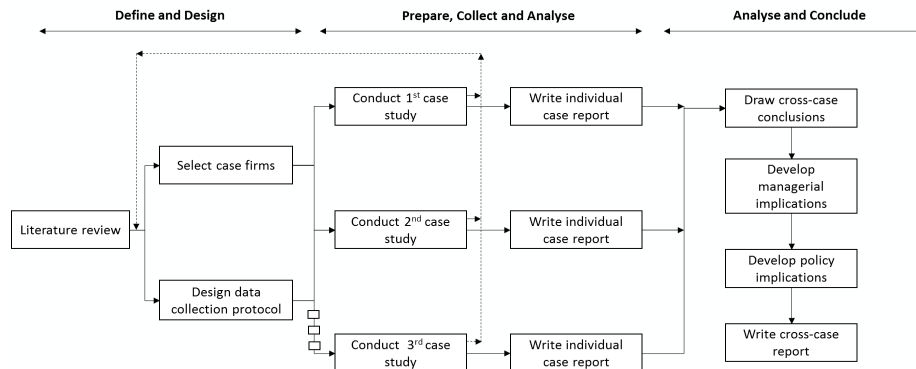 Define and Design
Prepare, Collect and Analyse
Analyse and Conclude
Literature review
Select case firms
Design data
collection protocol
Conduct 1st case
study
Write individual
case report
Conduct 2nd case
study
Write individual
case report
Conduct 3rd case
study
Write individual
case report
Draw cross-case
conclusions
Develop
managerial
implications
Develop policy
implications
Write cross-case
report